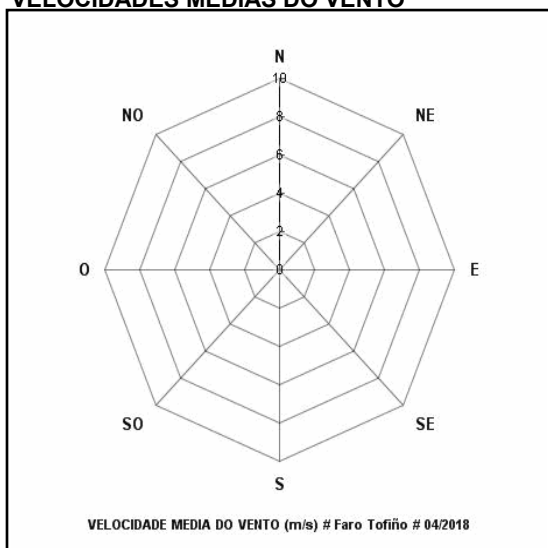 VELOCIDADES MEDIAS DO VENTO
N
10
NO
NE
8
6
4
2
O
0
E
SO
SE
S
VELOCIDADE MEDIA DO VENTO (m/s) # Faro Tofiño # 04/2018